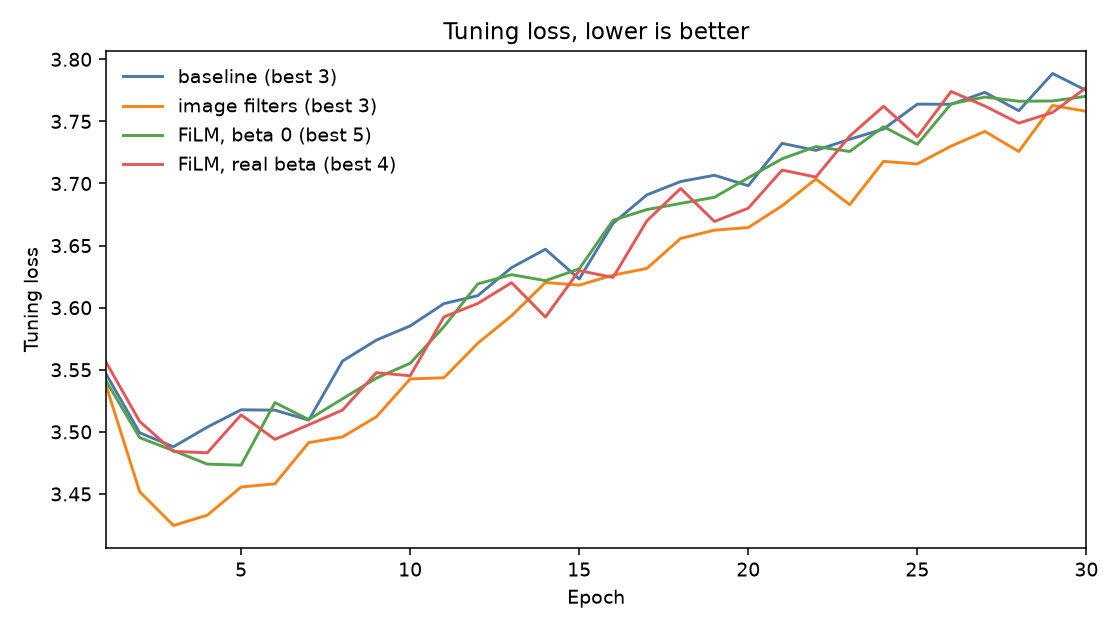 Tuning loss, lower is better
baseline (best 3)
image filters (best 3)
FiLM, beta 0 (best 5)
FiLM, real beta (best 4)
Tuning loss
3.80
3.75
3.70
3.65
3.60
3.55
3.50
3.45
5 10 15 20 25 30
Epoch